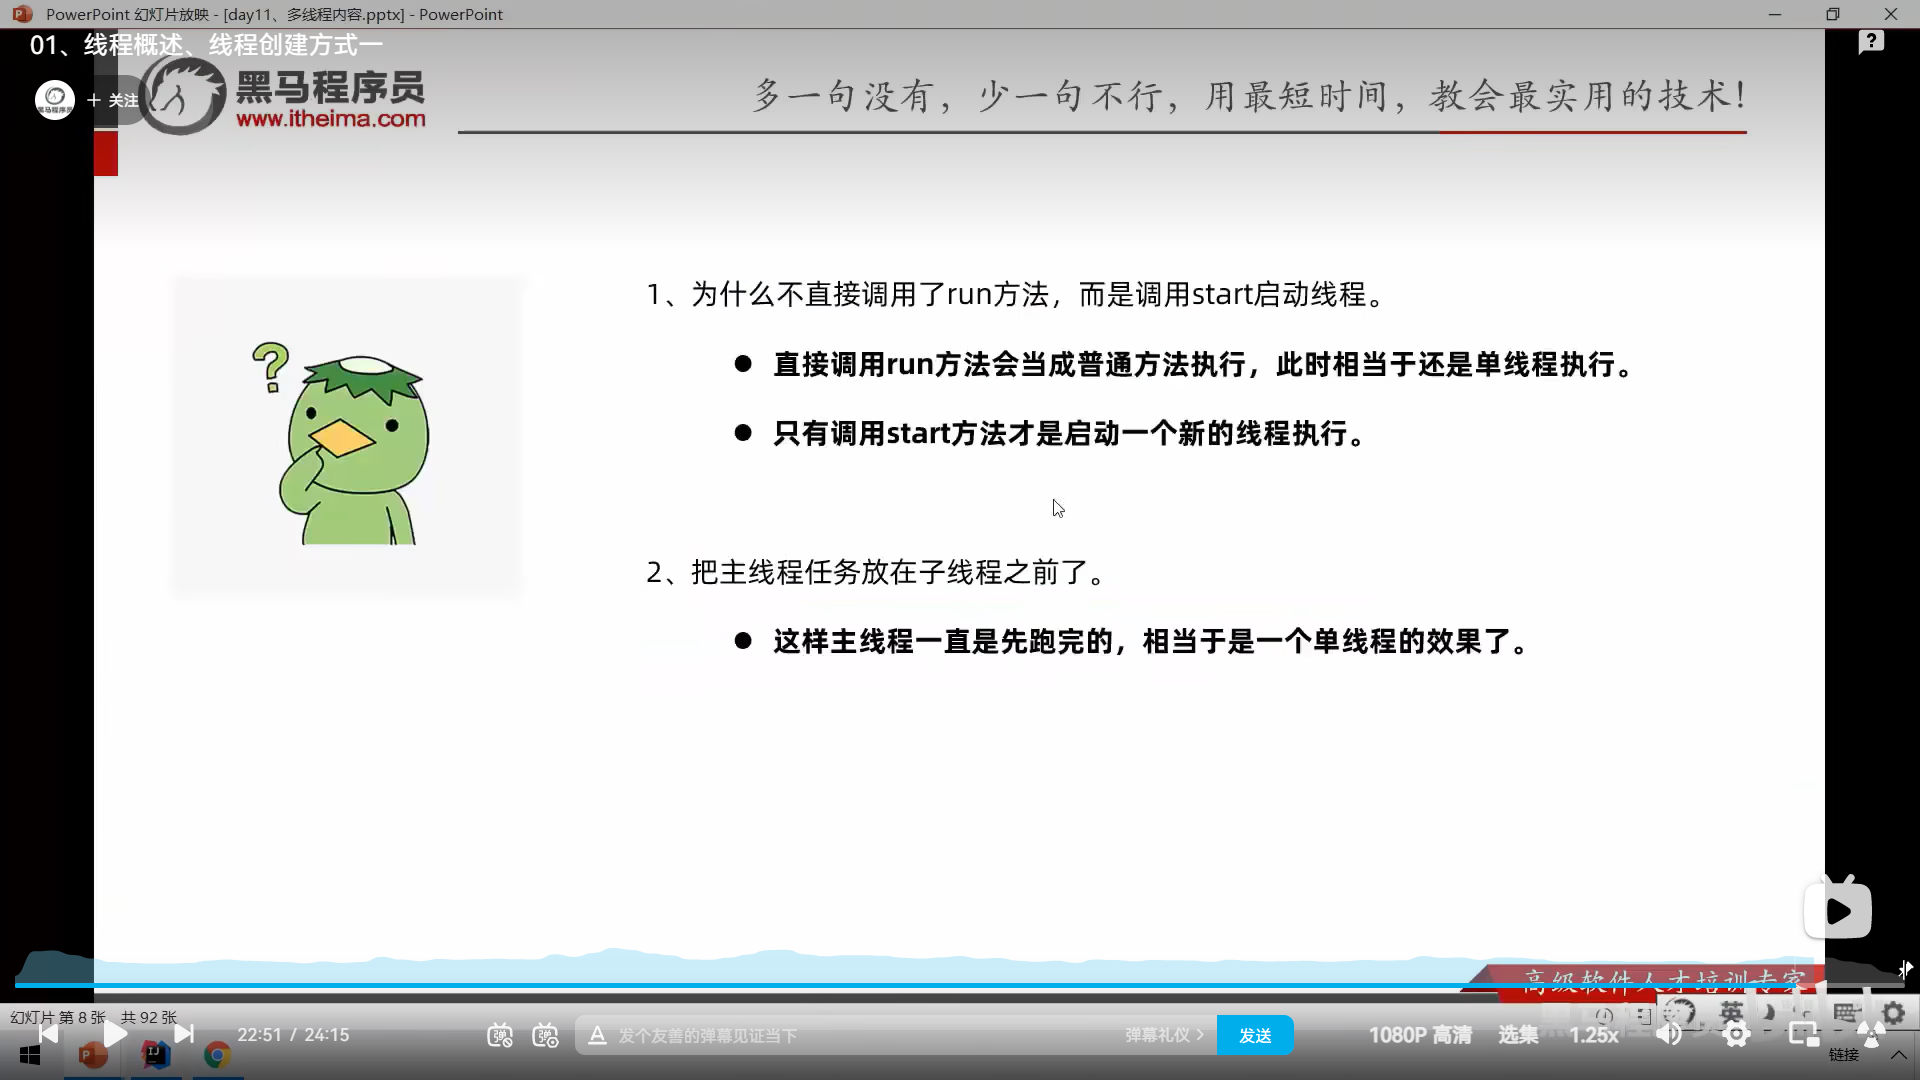 PowerPoint 幻灯片放映 - [day11、多线程内容.pptx] - PowerPoint
01、线程概述、线程创建方式一
+ 关注
黑马程序员
www.itheima.com
多一句没有，少一句不行，用最短时间，教会最实用的技术！
1、为什么不直接调用了run方法，而是调用start启动线程。
● 直接调用run方法会当成普通方法执行，此时相当于还是单线程执行。
● 只有调用start方法才是启动一个新的线程执行。
2、把主线程任务放在子线程之前了。
● 这样主线程一直是先跑完的，相当于是一个单线程的效果了。
高级软件人才培训专家
幻灯片 第 8 张，共 92 张
英
22:51 / 24:15
发个友善的弹幕见证当下
弹幕礼仪 >
发送
1080P 高清
选集
1.25x
链接